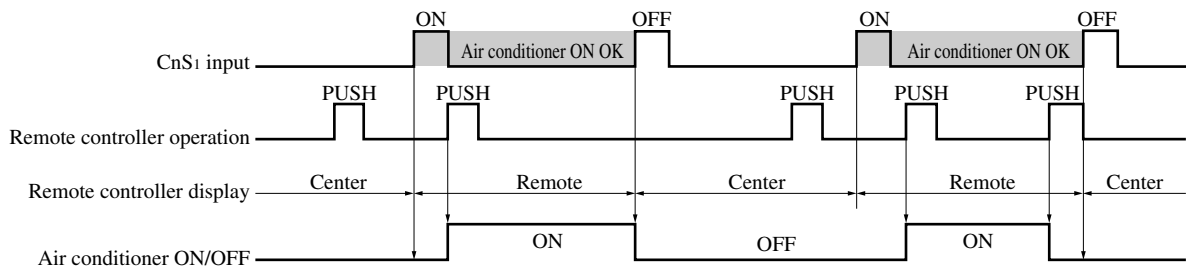 ON OFF ON OFF
CnS1 input Air conditioner ON OK Air conditioner ON OK
PUSH PUSH PUSH PUSH PUSH
Remote controller operation
Remote controller display Center Remote Center Remote Center
Air conditioner ON/OFF ON OFF ON